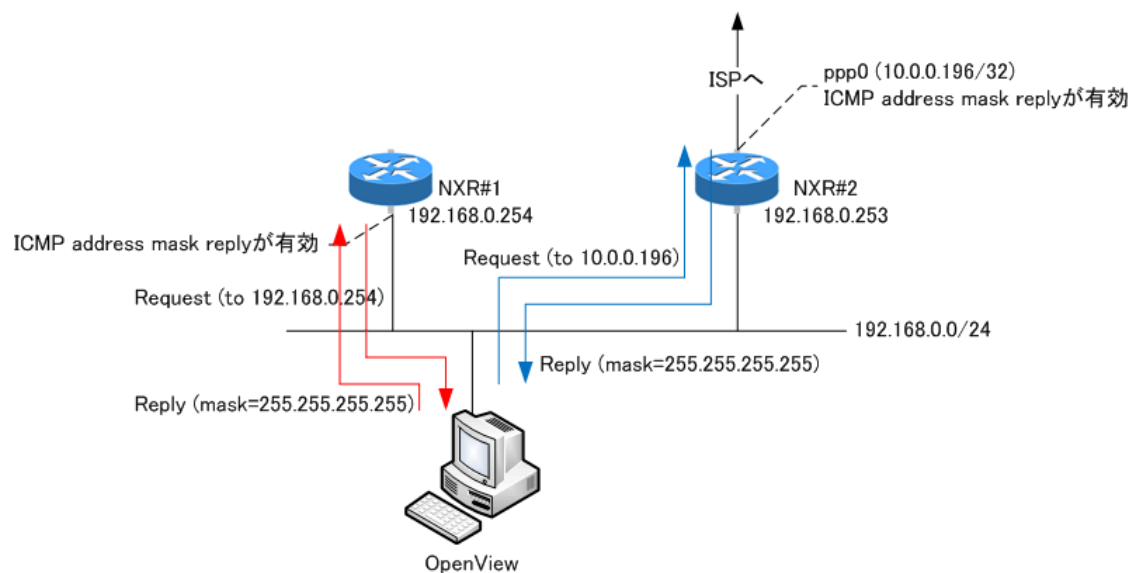 ISPへ
ppp0 (10.0.0.196/32)
ICMP address mask replyが有効
NXR#1
192.168.0.254
NXR#2
192.168.0.253
ICMP address mask replyが有効
Request (to 10.0.0.196)
Request (to 192.168.0.254)
192.168.0.0/24
Reply (mask=255.255.255.255)
Reply (mask=255.255.255.255)
OpenView